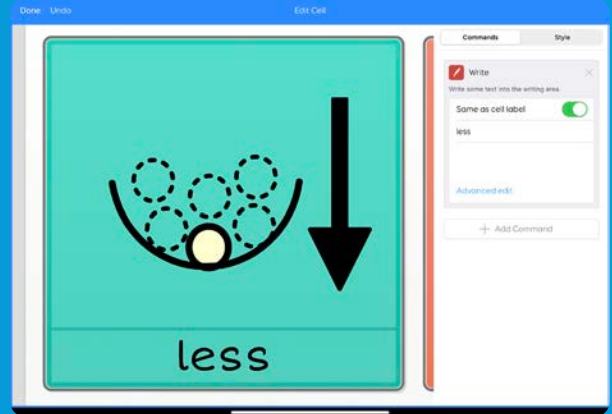 Done Undo Edit Cell
Commands Style
Write
Write some text into the writing area.
Same as cell label
less
Advanced edit
+ Add Command
less